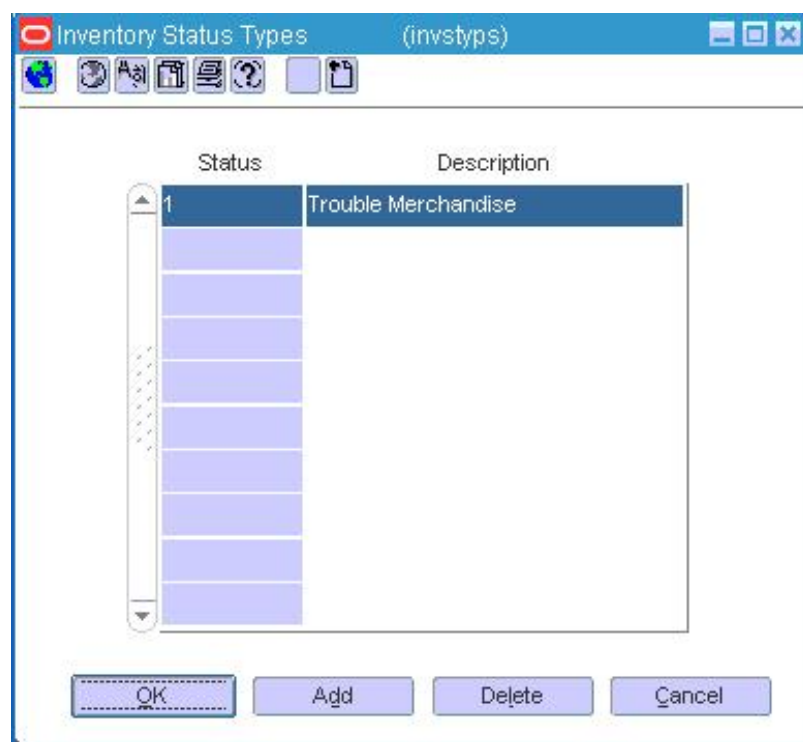 Inventory Status Types (invstyps)
Status Description
1 Trouble Merchandise
OK Add Delete Cancel